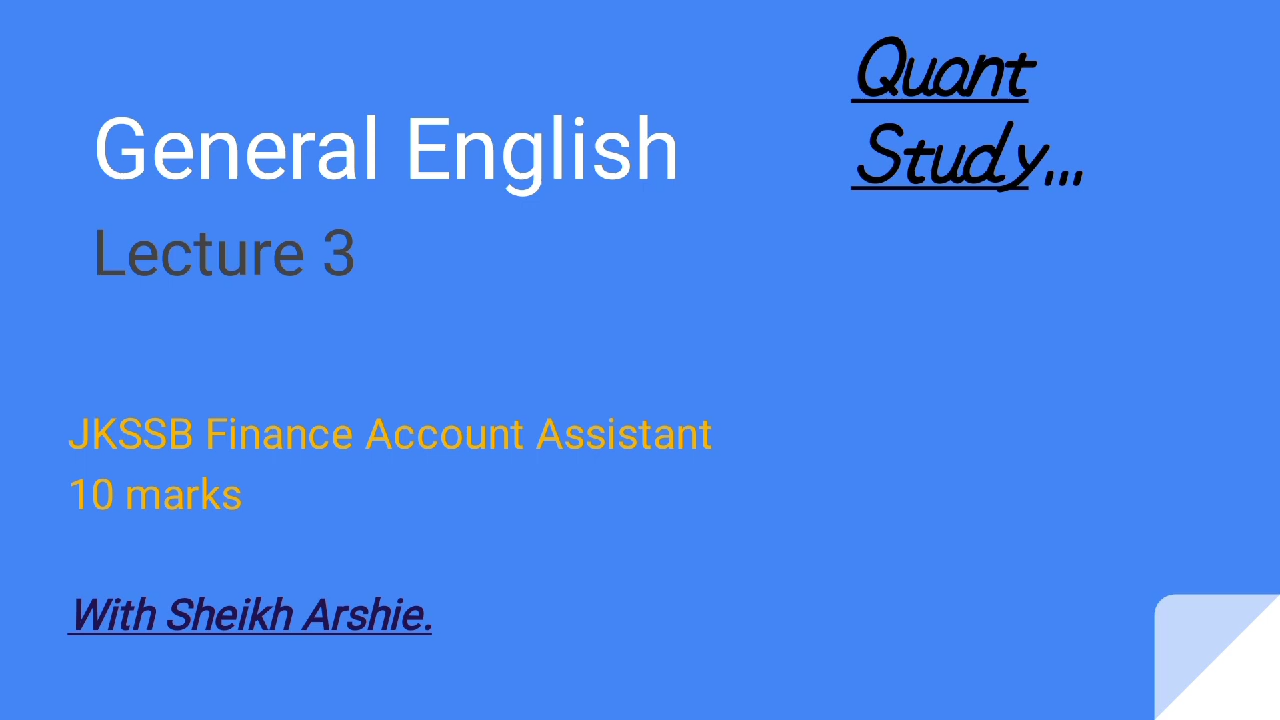 General English
Lecture 3
Quant
Study...
JKSSB Finance Account Assistant
10 marks
With Sheikh Arshie.